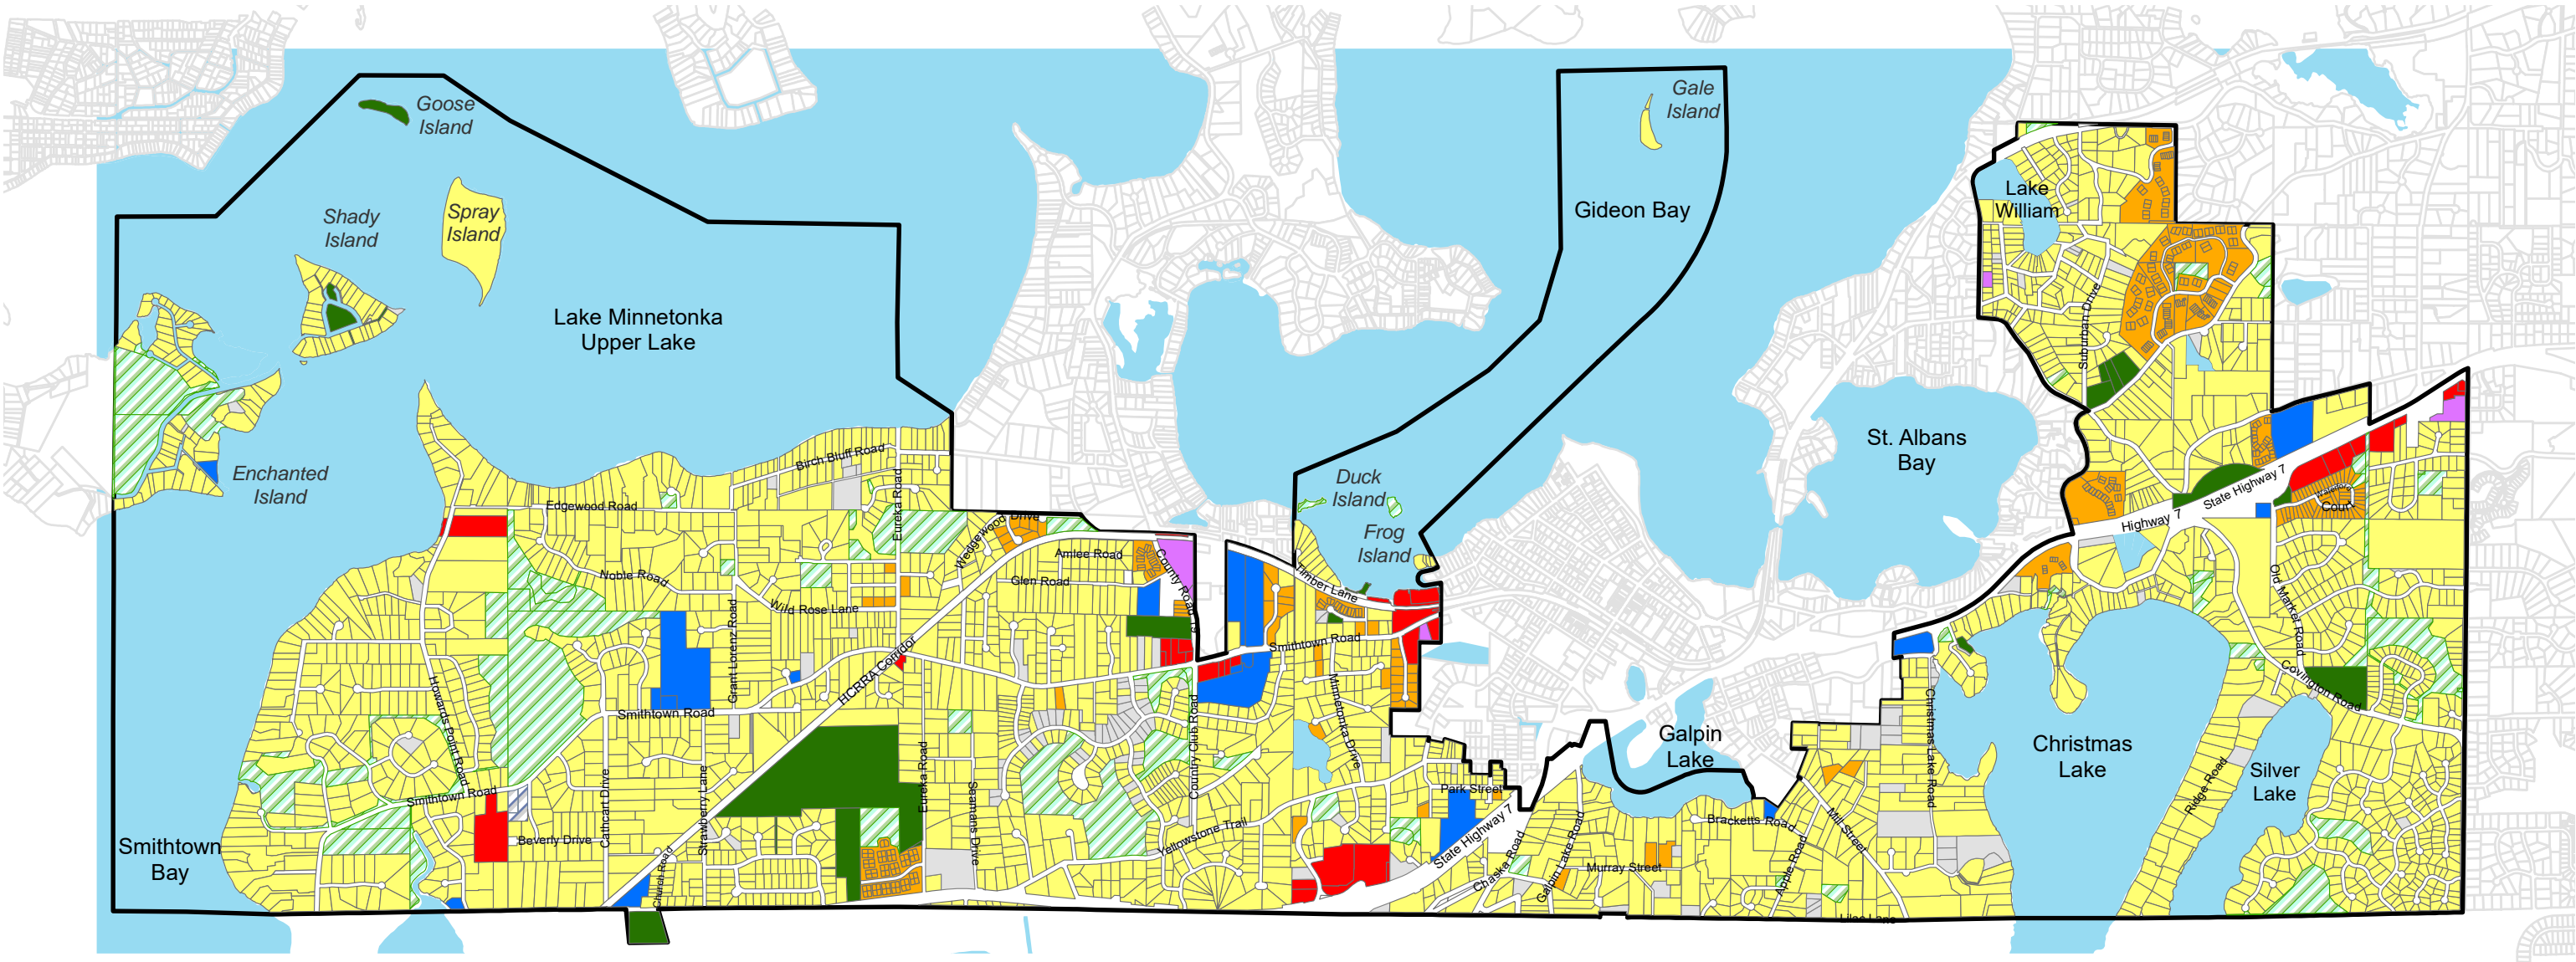 Goose
Island
Gale
Island
Shady
Island
Spray
Island
Lake
William
Gideon Bay
Lake Minnetonka
Upper Lake
Suburban Drive
St. Albans
Bay
Enchanted
Island
Birch Bluff Road
Edgewood Road
Eureka Road
Duck
Island
Frog
Island
State Highway 7
Highway 7
Court
Wedgewood Drive
Amlee Road
Glen Road
County Road 19
Timber Lane
Noble Road
Wild Rose Lane
Grant Lorenz Road
Smithtown Road
HCRRA Corridor
Old Market Road
Covington Road
Howards Point Road
Smithtown Road
Country Club Road
Minnetonka Drive
Christmas Lake Road
Galpin
Lake
Christmas
Lake
Silver
Lake
Ridge Road
Smithtown Road
Cathcart Drive
Strawberry Lane
Eureka Road
Seamans Drive
Park Street
State Highway 7
Bracketts Road
Mill Street
Beverly Drive
Yellowstone Trail
Smithtown
Bay
Church Road
Chaska Road
Galpin Lake Road
Murray Street
Apple Road
Lilac Lane